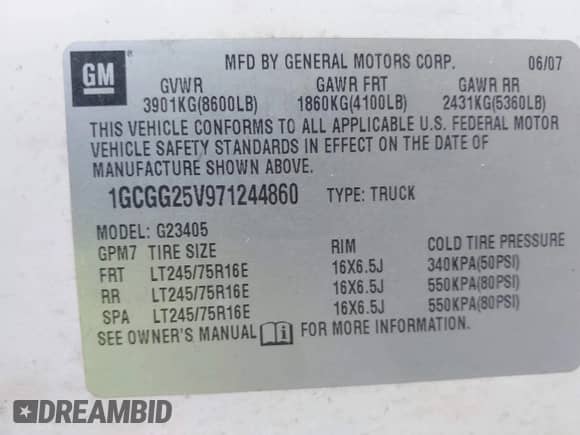 GM MFD BY GENERAL MOTORS CORP. 06/07
GVWR GAWR FRT GAWR RR
3901KG(8600LB) 1860KG(4100LB) 2431KG(5360LB)
THIS VEHICLE CONFORMS TO ALL APPLICABLE U.S. FEDERAL MOTOR
VEHICLE SAFETY STANDARDS IN EFFECT ON THE DATE OF
MANUFACTURE SHOWN ABOVE.
1GCGG25V971244860 TYPE: TRUCK
MODEL: G23405
GPM7 TIRE SIZE RIM COLD TIRE PRESSURE
FRT LT245/75R16E 16X6.5J 340KPA(50PSI)
RR LT245/75R16E 16X6.5J 550KPA(80PSI)
SPA LT245/75R16E 16X6.5J 550KPA(80PSI)
SEE OWNER'S MANUAL FOR MORE INFORMATION.
DREAMBID